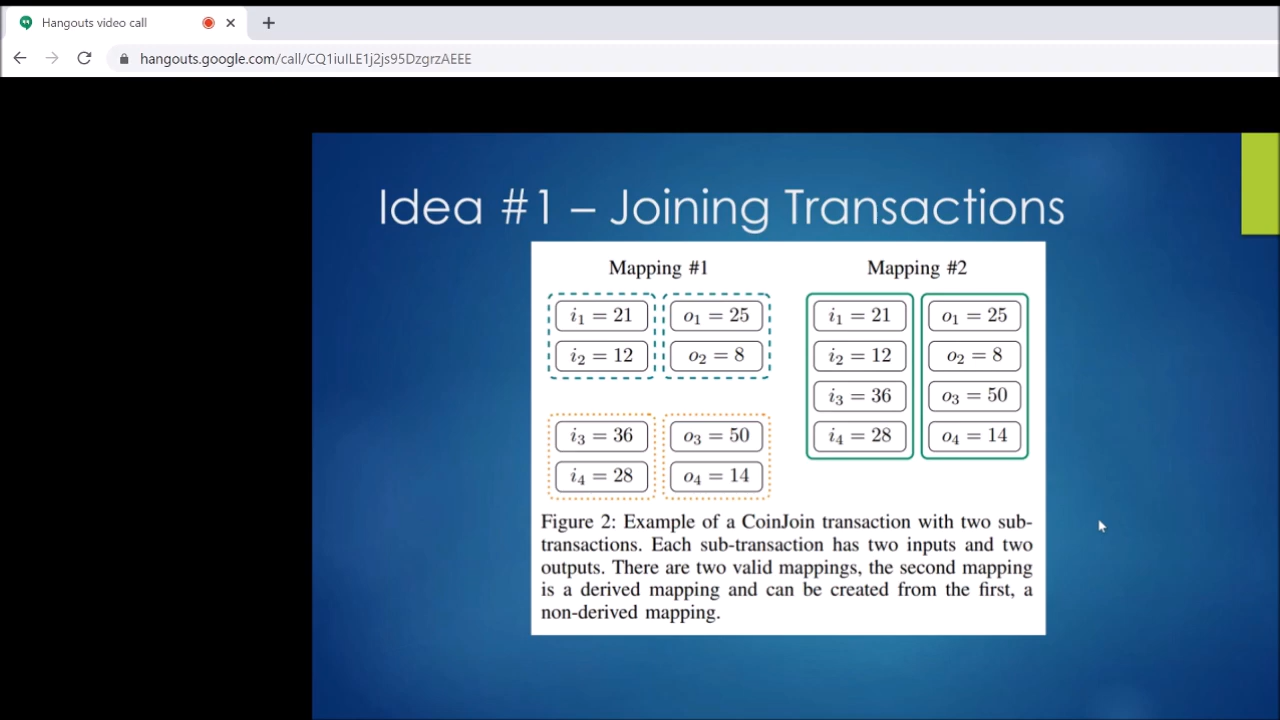 Hangouts video call
hangouts.google.com/call/CQ1iuILE1j2js95DzgrzAEEE
Idea #1 – Joining Transactions
Mapping #1
Mapping #2
i₁ = 21
o₁ = 25
i₂ = 12
o₂ = 8
i₃ = 36
o₃ = 50
i₄ = 28
o₄ = 14
i₁ = 21
o₁ = 25
i₂ = 12
o₂ = 8
i₃ = 36
o₃ = 50
i₄ = 28
o₄ = 14
Figure 2: Example of a CoinJoin transaction with two sub-
transactions. Each sub-transaction has two inputs and two
outputs. There are two valid mappings, the second mapping
is a derived mapping and can be created from the first, a
non-derived mapping.